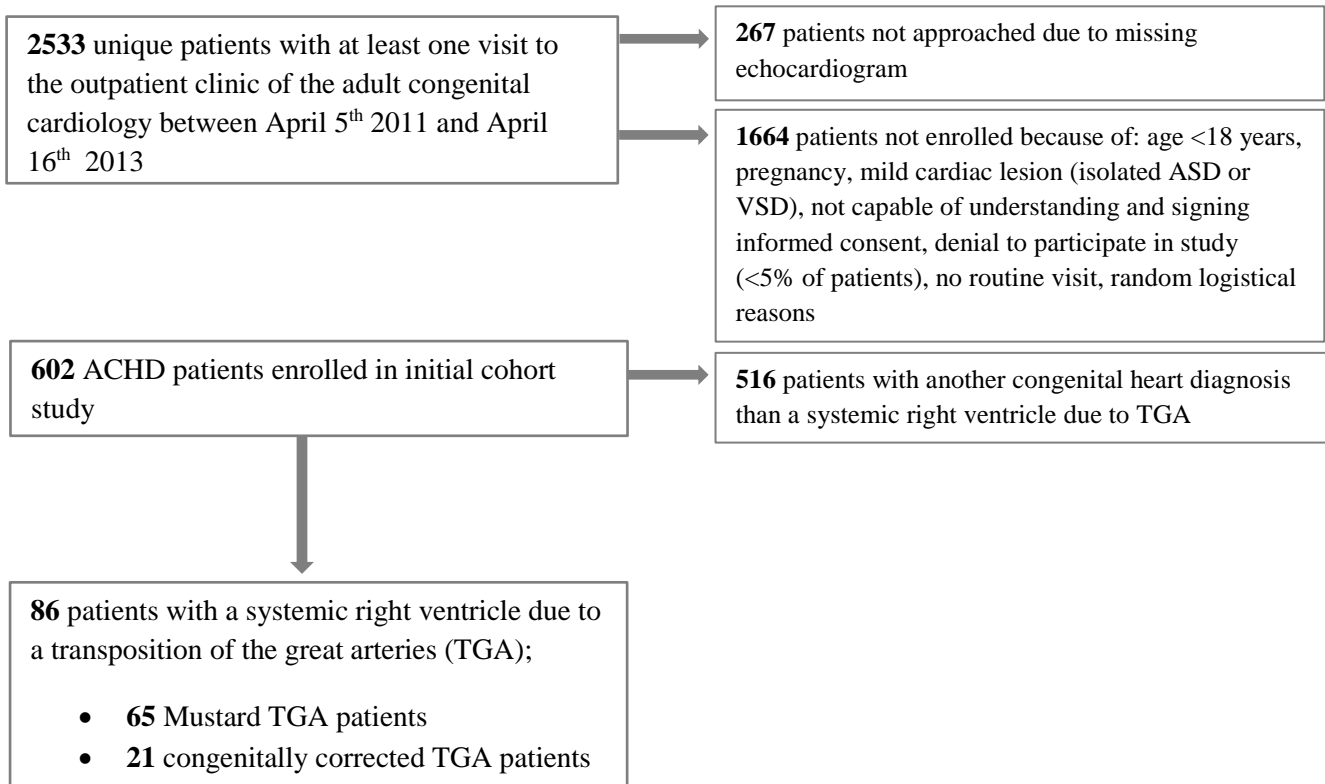 2533 unique patients with at least one visit to
the outpatient clinic of the adult congenital
cardiology between April 5th 2011 and April
16th 2013
267 patients not approached due to missing
echocardiogram
1664 patients not enrolled because of: age <18 years,
pregnancy, mild cardiac lesion (isolated ASD or
VSD), not capable of understanding and signing
informed consent, denial to participate in study
(<5% of patients), no routine visit, random logistical
reasons
602 ACHD patients enrolled in initial cohort
study
516 patients with another congenital heart diagnosis
than a systemic right ventricle due to TGA
86 patients with a systemic right ventricle due to
a transposition of the great arteries (TGA);
• 65 Mustard TGA patients
• 21 congenitally corrected TGA patients